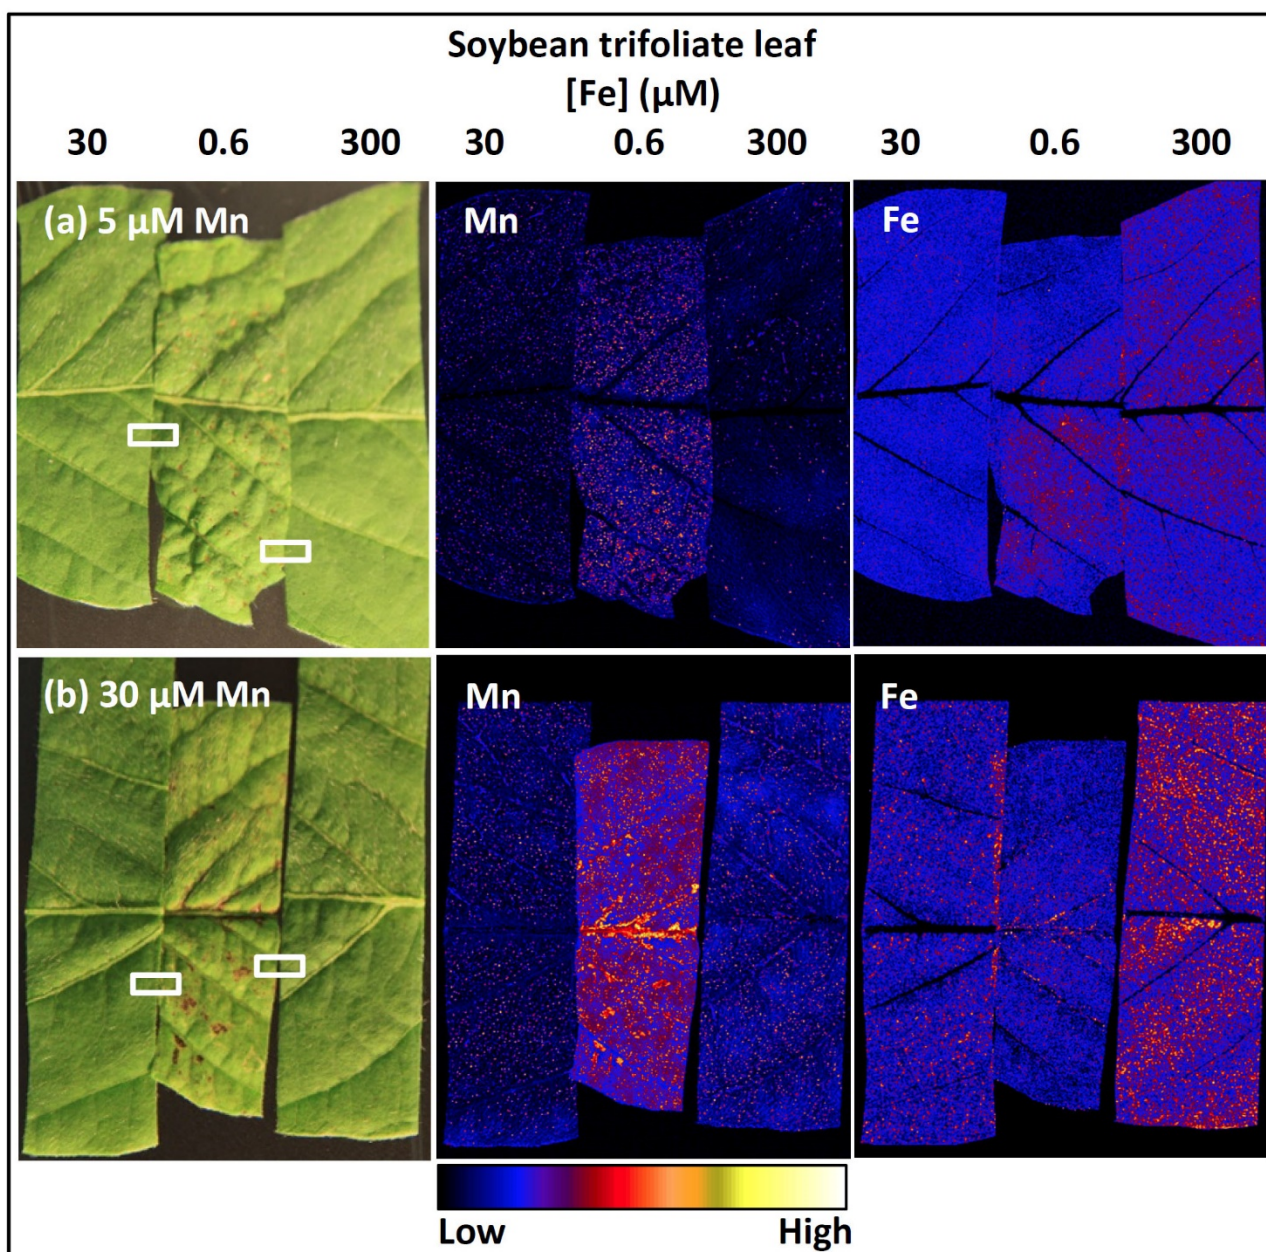 Soybean trifoliate leaf
[Fe] (µM)
30 0.6 300 30 0.6 300 30 0.6 300
(a) 5 µM Mn Mn Fe
(b) 30 µM Mn Mn Fe
Low High